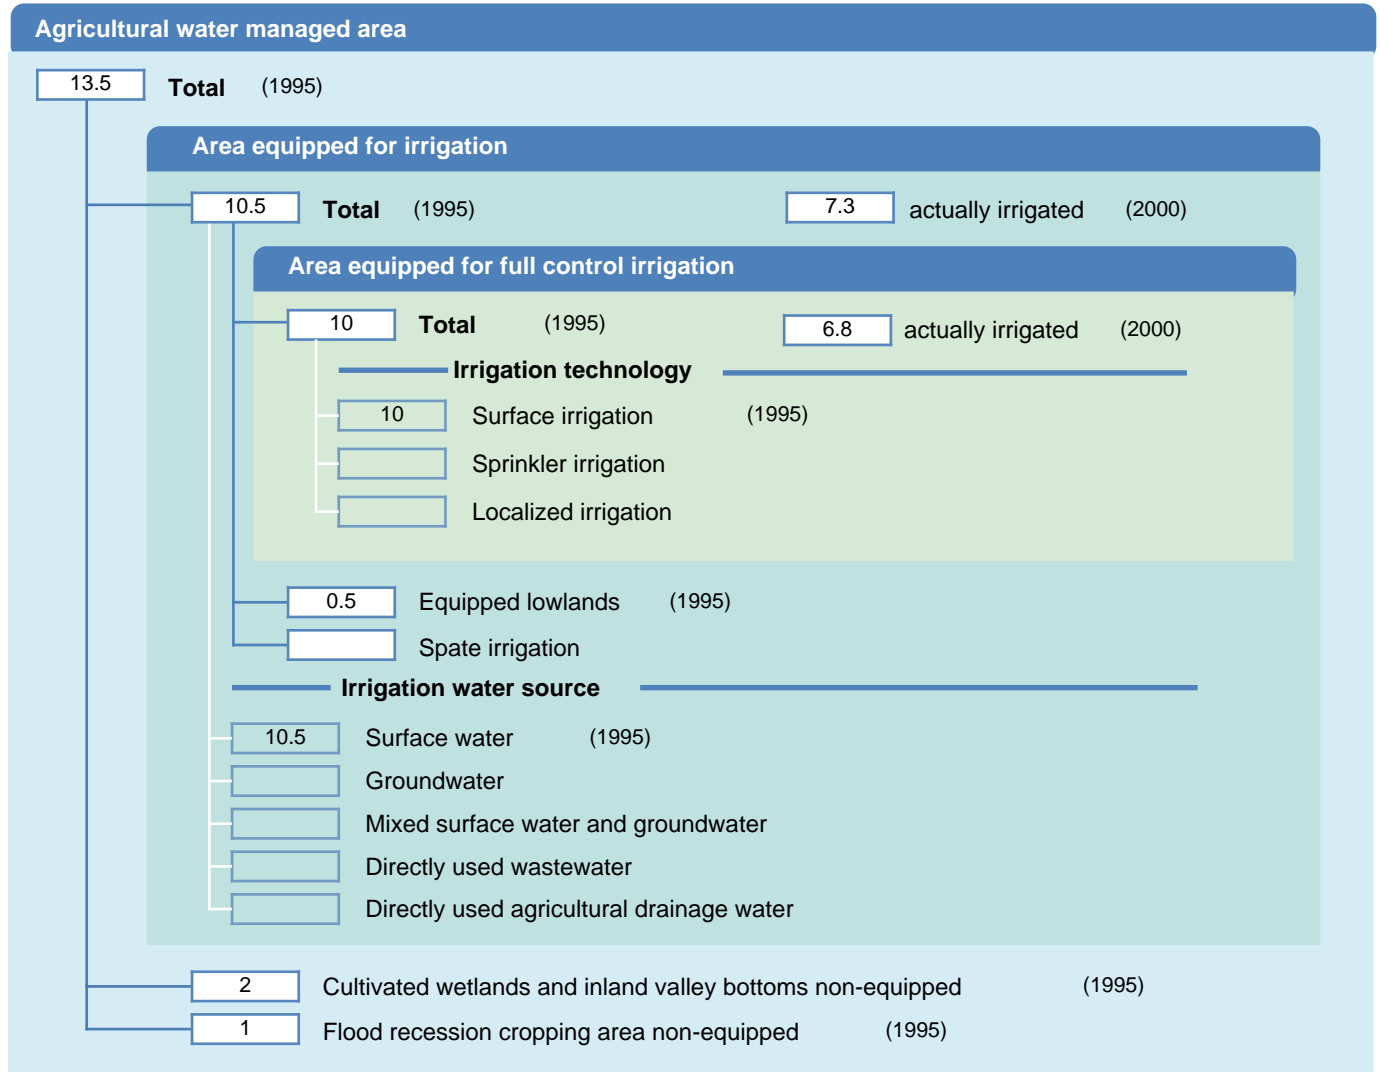 Agricultural water managed area
13.5 Total (1995)
Area equipped for irrigation
10.5 Total (1995) 7.3 actually irrigated (2000)
Area equipped for full control irrigation
10 Total (1995) 6.8 actually irrigated (2000)
Irrigation technology
10 Surface irrigation (1995)
Sprinkler irrigation
Localized irrigation
0.5 Equipped lowlands (1995)
Spate irrigation
Irrigation water source
10.5 Surface water (1995)
Groundwater
Mixed surface water and groundwater
Directly used wastewater
Directly used agricultural drainage water
2 Cultivated wetlands and inland valley bottoms non-equipped (1995)
1 Flood recession cropping area non-equipped (1995)